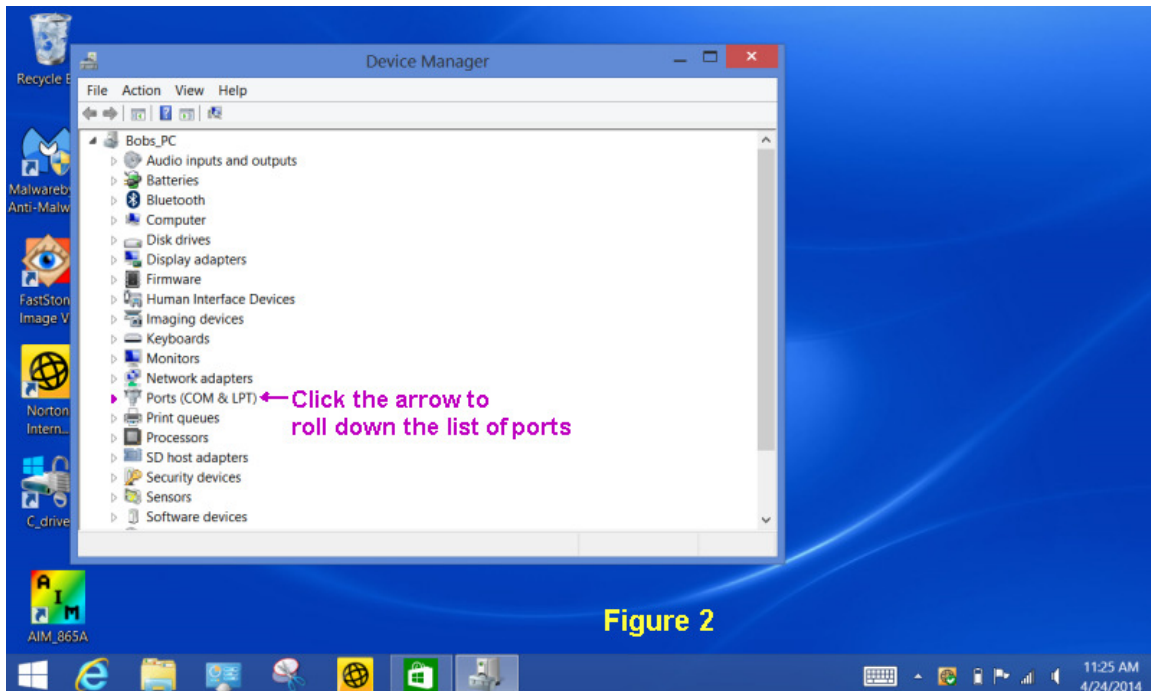 Recycle B
Device Manager
File Action View Help
Bobs_PC
Audio inputs and outputs
Batteries
Bluetooth
Computer
Disk drives
Display adapters
Firmware
Human Interface Devices
Imaging devices
Keyboards
Monitors
Network adapters
Ports (COM & LPT)
Click the arrow to
roll down the list of ports
Print queues
Processors
SD host adapters
Security devices
Sensors
Software devices
Malwareby
Anti-Malw
FastSton
Image V
Norton
Intern...
C_drive
A
I
M
AIM_865A
Figure 2
11:25 AM
4/24/2014